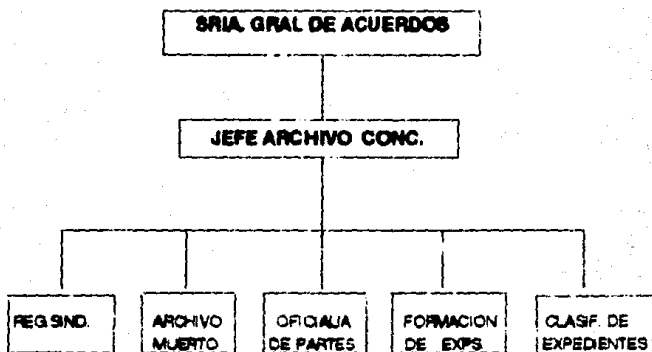 SRIA. GRAL DE ACUERDOS
JEFE ARCHIVO CONC.
REG.SIND.
ARCHIVO
MUERTO
OFICIALIA
DE PARTES
FORMACION
DE EXPS.
CLASIF. DE
EXPEDIENTES